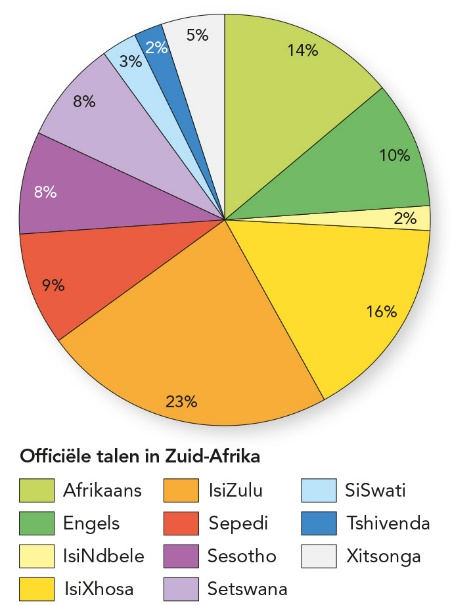 5%
2%
3%
14%
8%
10%
8%
2%
9%
16%
23%
Officiële talen in Zuid-Afrika
Afrikaans IsiZulu SiSwati
Engels Sepedi Tshivenda
IsiNdbele Sesotho Xitsonga
IsiXhosa Setswana